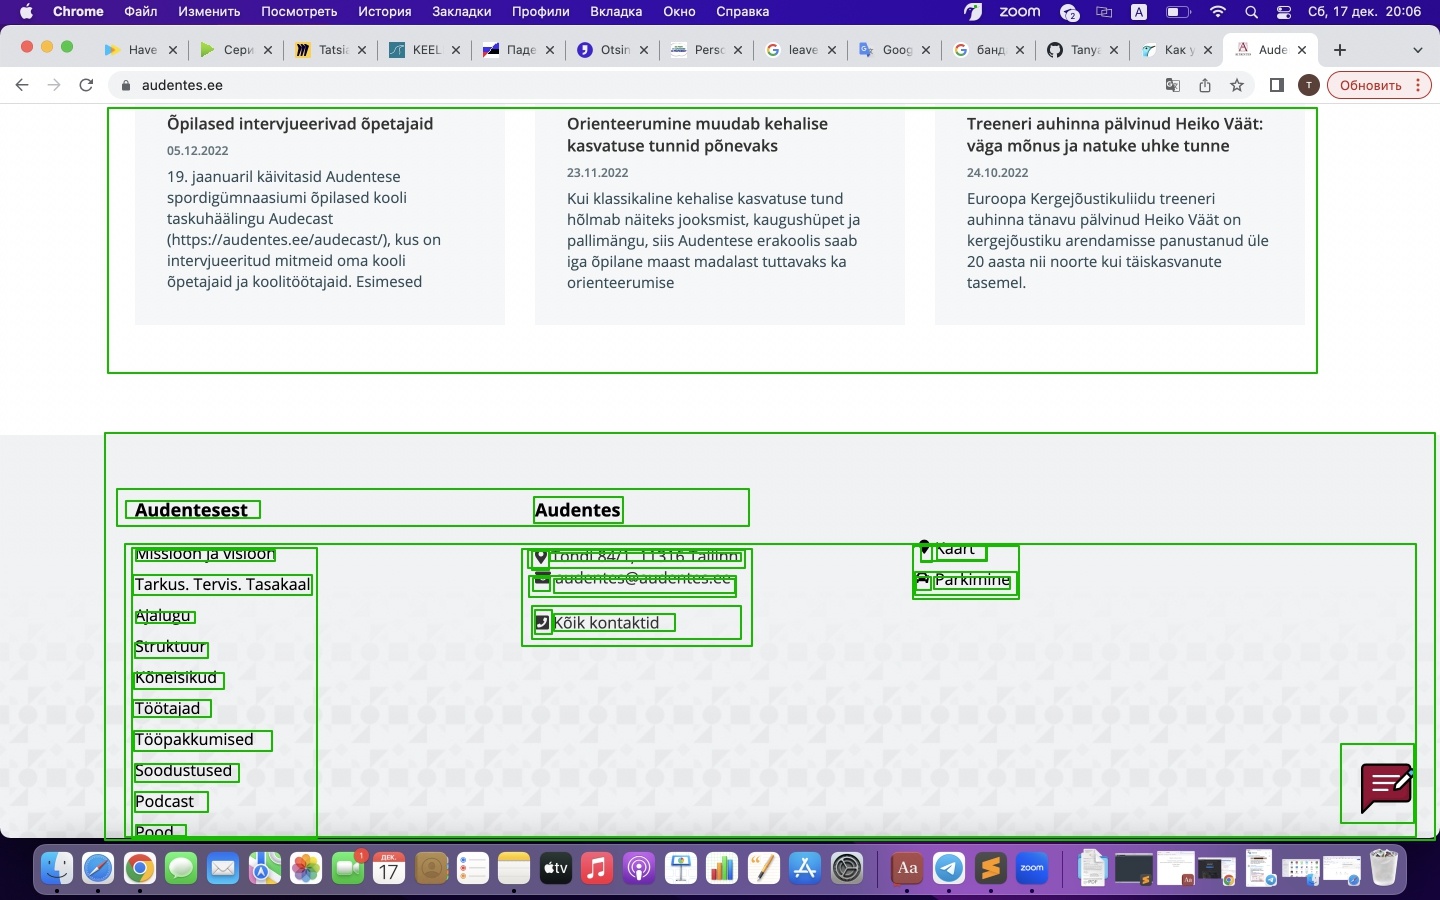 Chrome Файл Изменить Посмотреть История Закладки Профили Вкладка Окно Справка zoom 2 A Сб, 17 дек. 20:06
Have Сери Tatsia KEEL Паде Otsin Persc leave Goog банд Tanya Как у Aude
audentes.ee T Обновить
Õpilased intervjueerivad õpetajaid
05.12.2022
19. jaanuaril käivitasid Audentese
spordigümnaasiumi õpilased kooli
taskuhäälingu Audecast
(https://audentes.ee/audecast/), kus on
intervjueeritud mitmeid oma kooli
õpetajaid ja koolitöötajaid. Esimesed
Orienteerumine muudab kehalise
kasvatuse tunnid põnevaks
23.11.2022
Kui klassikaline kehalise kasvatuse tund
hõlmab näiteks jooksmist, kaugushüpet ja
pallimängu, siis Audentese erakoolis saab
iga õpilane maast madalast tuttavaks ka
orienteerumise
Treeneri auhinna pälvinud Heiko Väät:
väga mõnus ja natuke uhke tunne
24.10.2022
Euroopa Kergejõustikuliidu treeneri
auhinna tänavu pälvinud Heiko Väät on
kergejõustiku arendamisse panustanud üle
20 aasta nii noorte kui täiskasvanute
tasemel.
Audentesest
Missioon ja visioon
Tarkus. Tervis. Tasakaal
Ajalugu
Struktuur
Kõneisikud
Töötajad
Tööpakkumised
Soodustused
Podcast
Pood
Audentes
Tondi 84/1, 11316 Tallinn
audentes@audentes.ee
Kõik kontaktid
Kaart
Parkimine
1 ДЕК. 17 tv Aa zoom